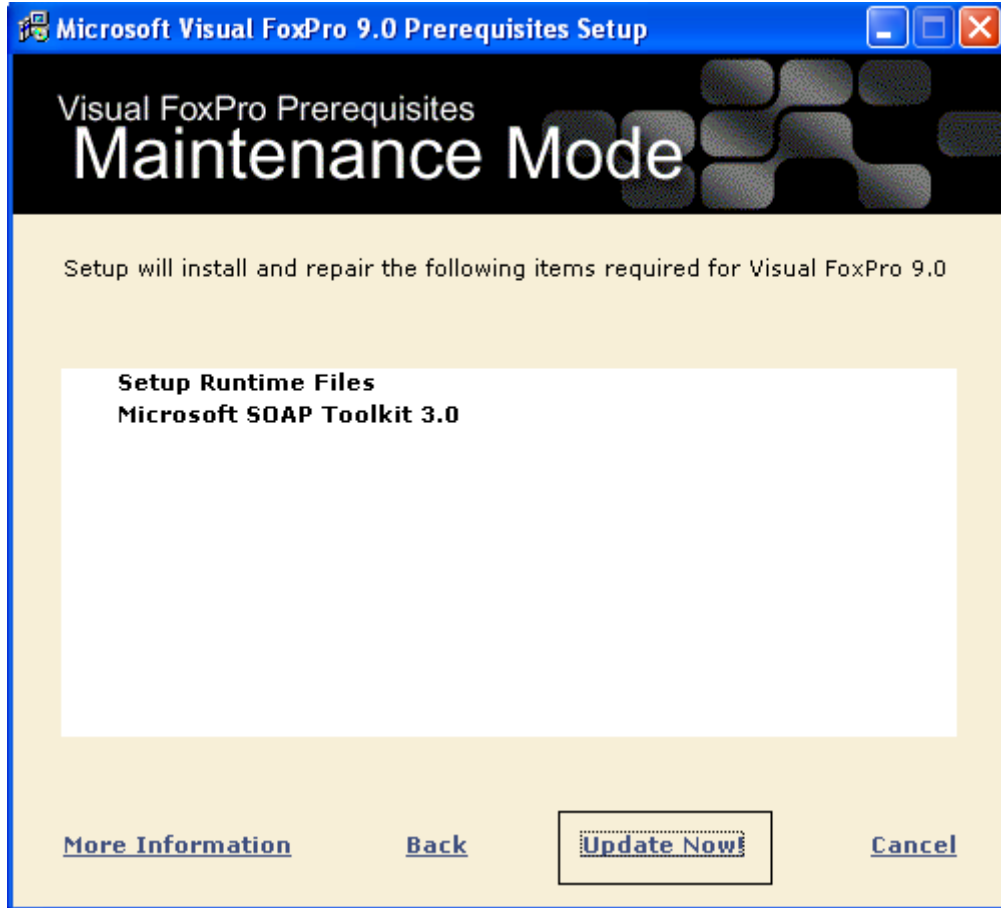 Microsoft Visual FoxPro 9.0 Prerequisites Setup
Visual FoxPro Prerequisites
Maintenance Mode
Setup will install and repair the following items required for Visual FoxPro 9.0
Setup Runtime Files
Microsoft SOAP Toolkit 3.0
More Information Back Update Now! Cancel